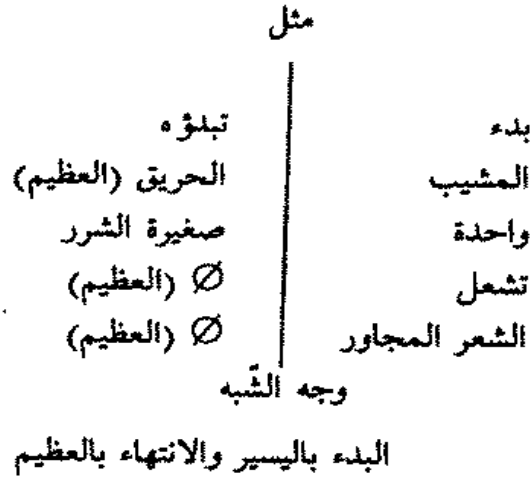 مثل
بدء تبدؤه
المشيب الحريق (العظيم)
واحدة صغيرة الشرر
تشعل Ø (العظيم)
الشعر المجاور Ø (العظيم)
وجه الشّبه
البدء باليسير والانتهاء بالعظيم